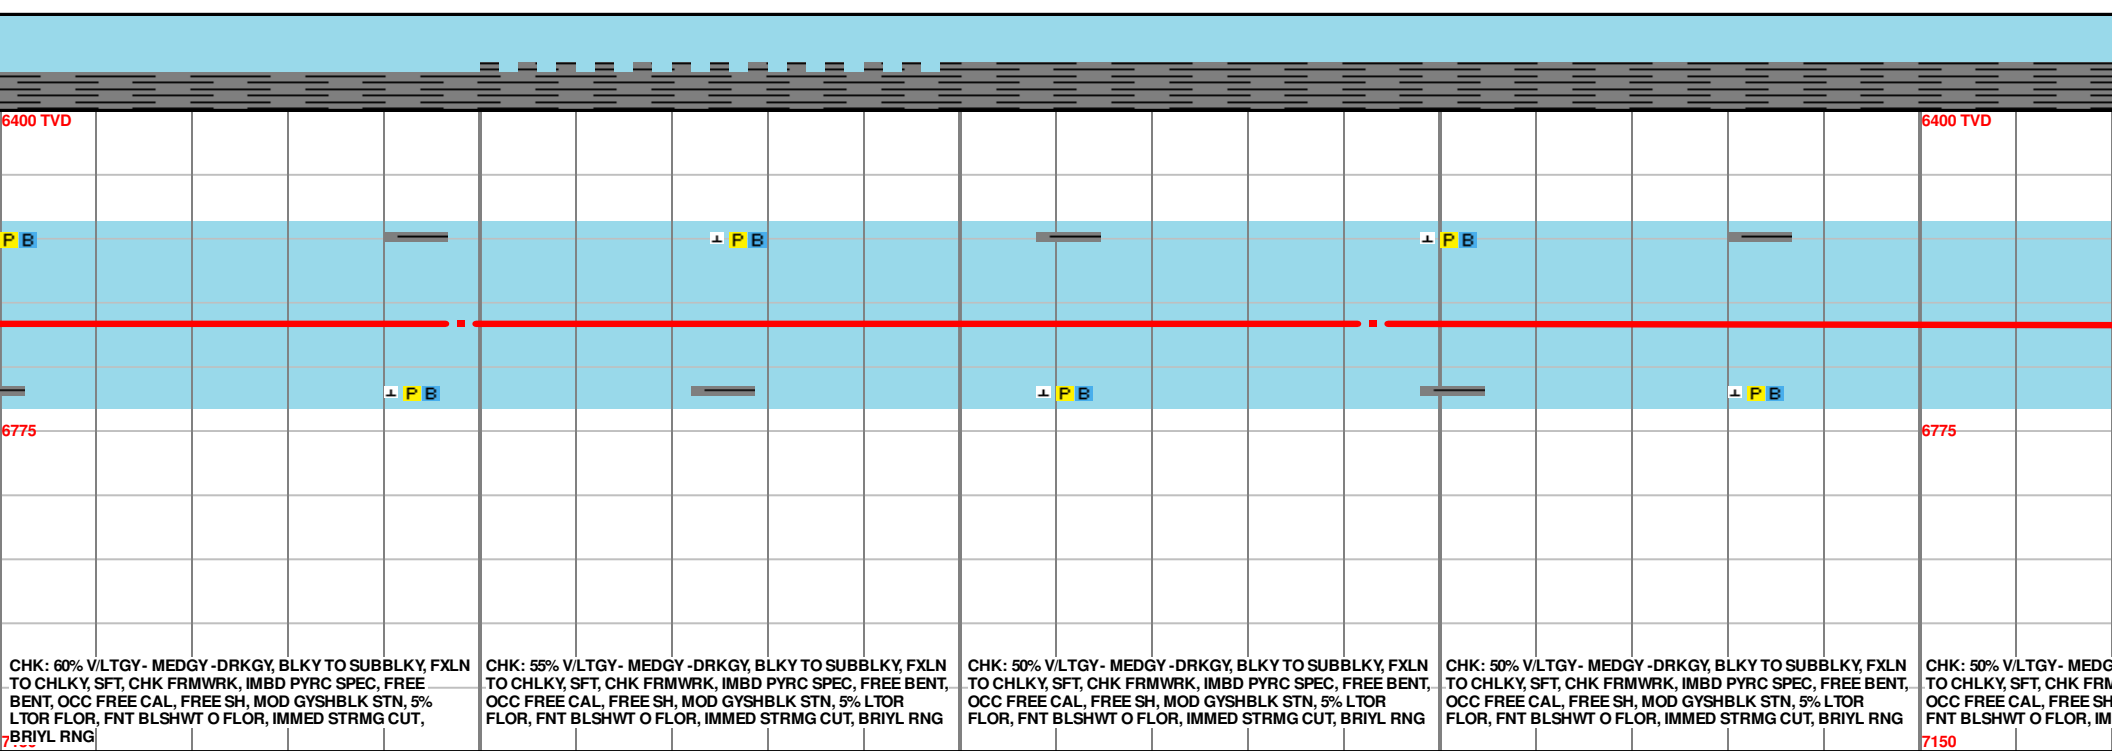 6400 TVD
6400 TVD
P B
⊥ P B
⊥ P B
⊥ P B
⊥ P B
⊥ P B
6775
6775
CHK: 60% V/LTGY- MEDGY -DRKGY, BLKY TO SUBBLKY, FXLN
TO CHLKY, SFT, CHK FRMWRK, IMBD PYRC SPEC, FREE
BENT, OCC FREE CAL, FREE SH, MOD GYSHBLK STN, 5%
LTOR FLOR, FNT BLSHWT O FLOR, IMMED STRMG CUT,
BRIYL RNG
CHK: 55% V/LTGY- MEDGY -DRKGY, BLKY TO SUBBLKY, FXLN
TO CHLKY, SFT, CHK FRMWRK, IMBD PYRC SPEC, FREE BENT,
OCC FREE CAL, FREE SH, MOD GYSHBLK STN, 5% LTOR
FLOR, FNT BLSHWT O FLOR, IMMED STRMG CUT, BRIYL RNG
CHK: 50% V/LTGY- MEDGY -DRKGY, BLKY TO SUBBLKY, FXLN
TO CHLKY, SFT, CHK FRMWRK, IMBD PYRC SPEC, FREE BENT,
OCC FREE CAL, FREE SH, MOD GYSHBLK STN, 5% LTOR
FLOR, FNT BLSHWT O FLOR, IMMED STRMG CUT, BRIYL RNG
CHK: 50% V/LTGY- MEDGY -DRKGY, BLKY TO SUBBLKY, FXLN
TO CHLKY, SFT, CHK FRMWRK, IMBD PYRC SPEC, FREE BENT,
OCC FREE CAL, FREE SH, MOD GYSHBLK STN, 5% LTOR
FLOR, FNT BLSHWT O FLOR, IMMED STRMG CUT, BRIYL RNG
CHK: 50% V/LTGY- MEDG
TO CHLKY, SFT, CHK FRM
OCC FREE CAL, FREE SH
FNT BLSHWT O FLOR, IM
7150